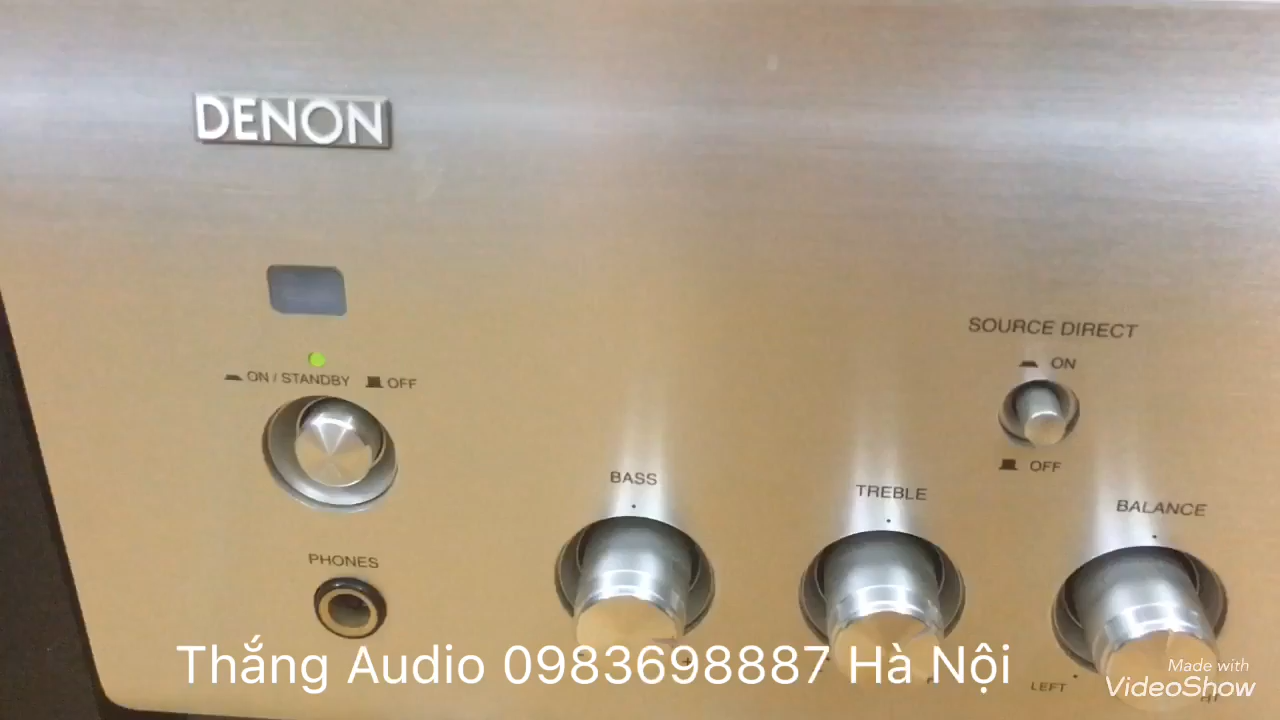 DENON
SOURCE DIRECT
ON
ON / STANDBY OFF
OFF
BASS
TREBLE
BALANCE
PHONES
Thắng Audio 0983698887 Hà Nội
LEFT
Made with
VideoShow